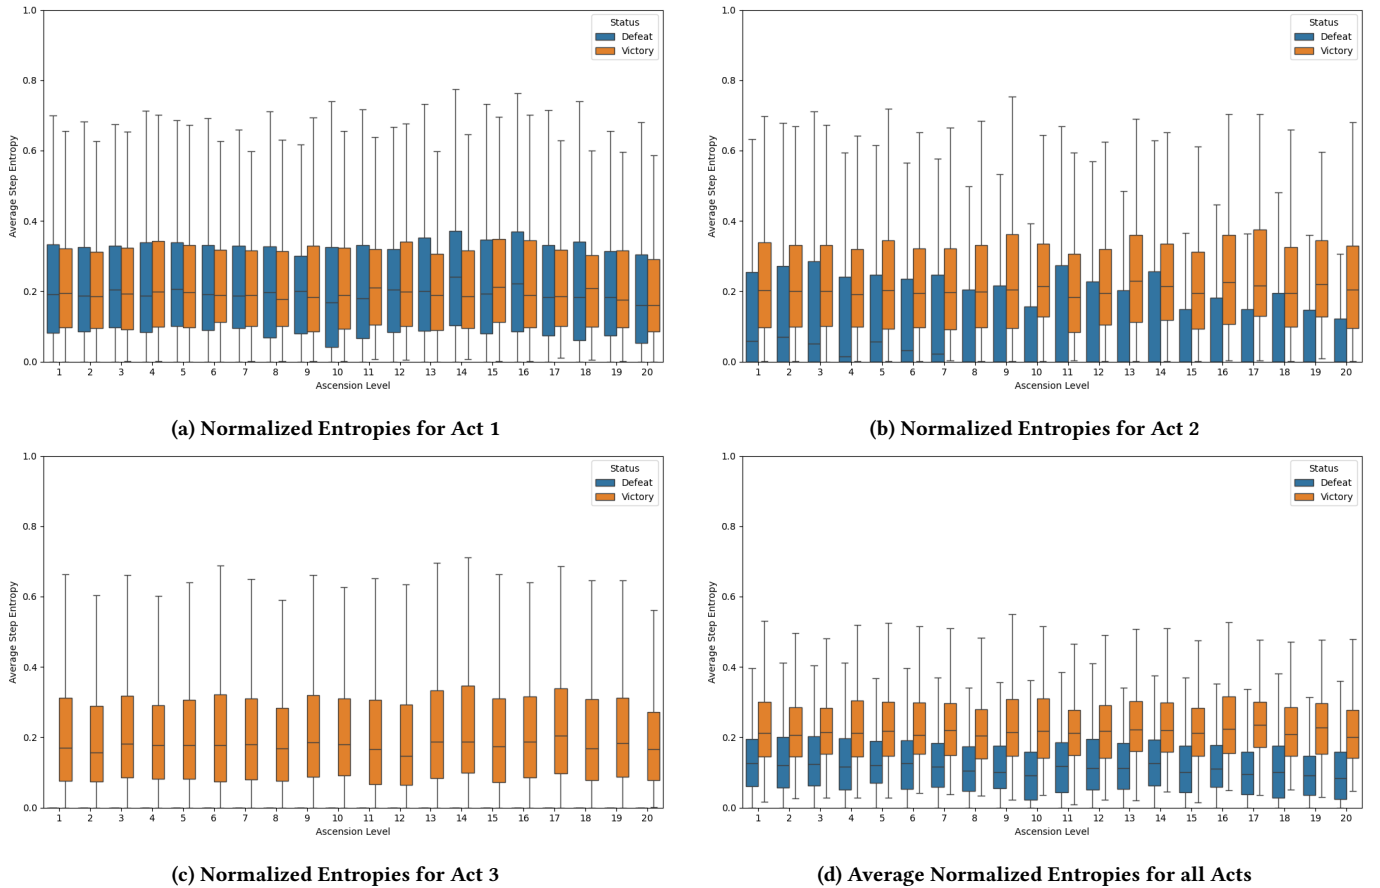 1.0
0.8
0.6
0.4
0.2
0.0
Average Step Entropy
Status
Defeat
Victory
1 2 3 4 5 6 7 8 9 10 11 12 13 14 15 16 17 18 19 20
Ascension Level
(a) Normalized Entropies for Act 1
1.0
0.8
0.6
0.4
0.2
0.0
Average Step Entropy
Status
Defeat
Victory
1 2 3 4 5 6 7 8 9 10 11 12 13 14 15 16 17 18 19 20
Ascension Level
(b) Normalized Entropies for Act 2
1.0
0.8
0.6
0.4
0.2
0.0
Average Step Entropy
Status
Defeat
Victory
1 2 3 4 5 6 7 8 9 10 11 12 13 14 15 16 17 18 19 20
Ascension Level
(c) Normalized Entropies for Act 3
1.0
0.8
0.6
0.4
0.2
0.0
Average Step Entropy
Status
Defeat
Victory
1 2 3 4 5 6 7 8 9 10 11 12 13 14 15 16 17 18 19 20
Ascension Level
(d) Average Normalized Entropies for all Acts